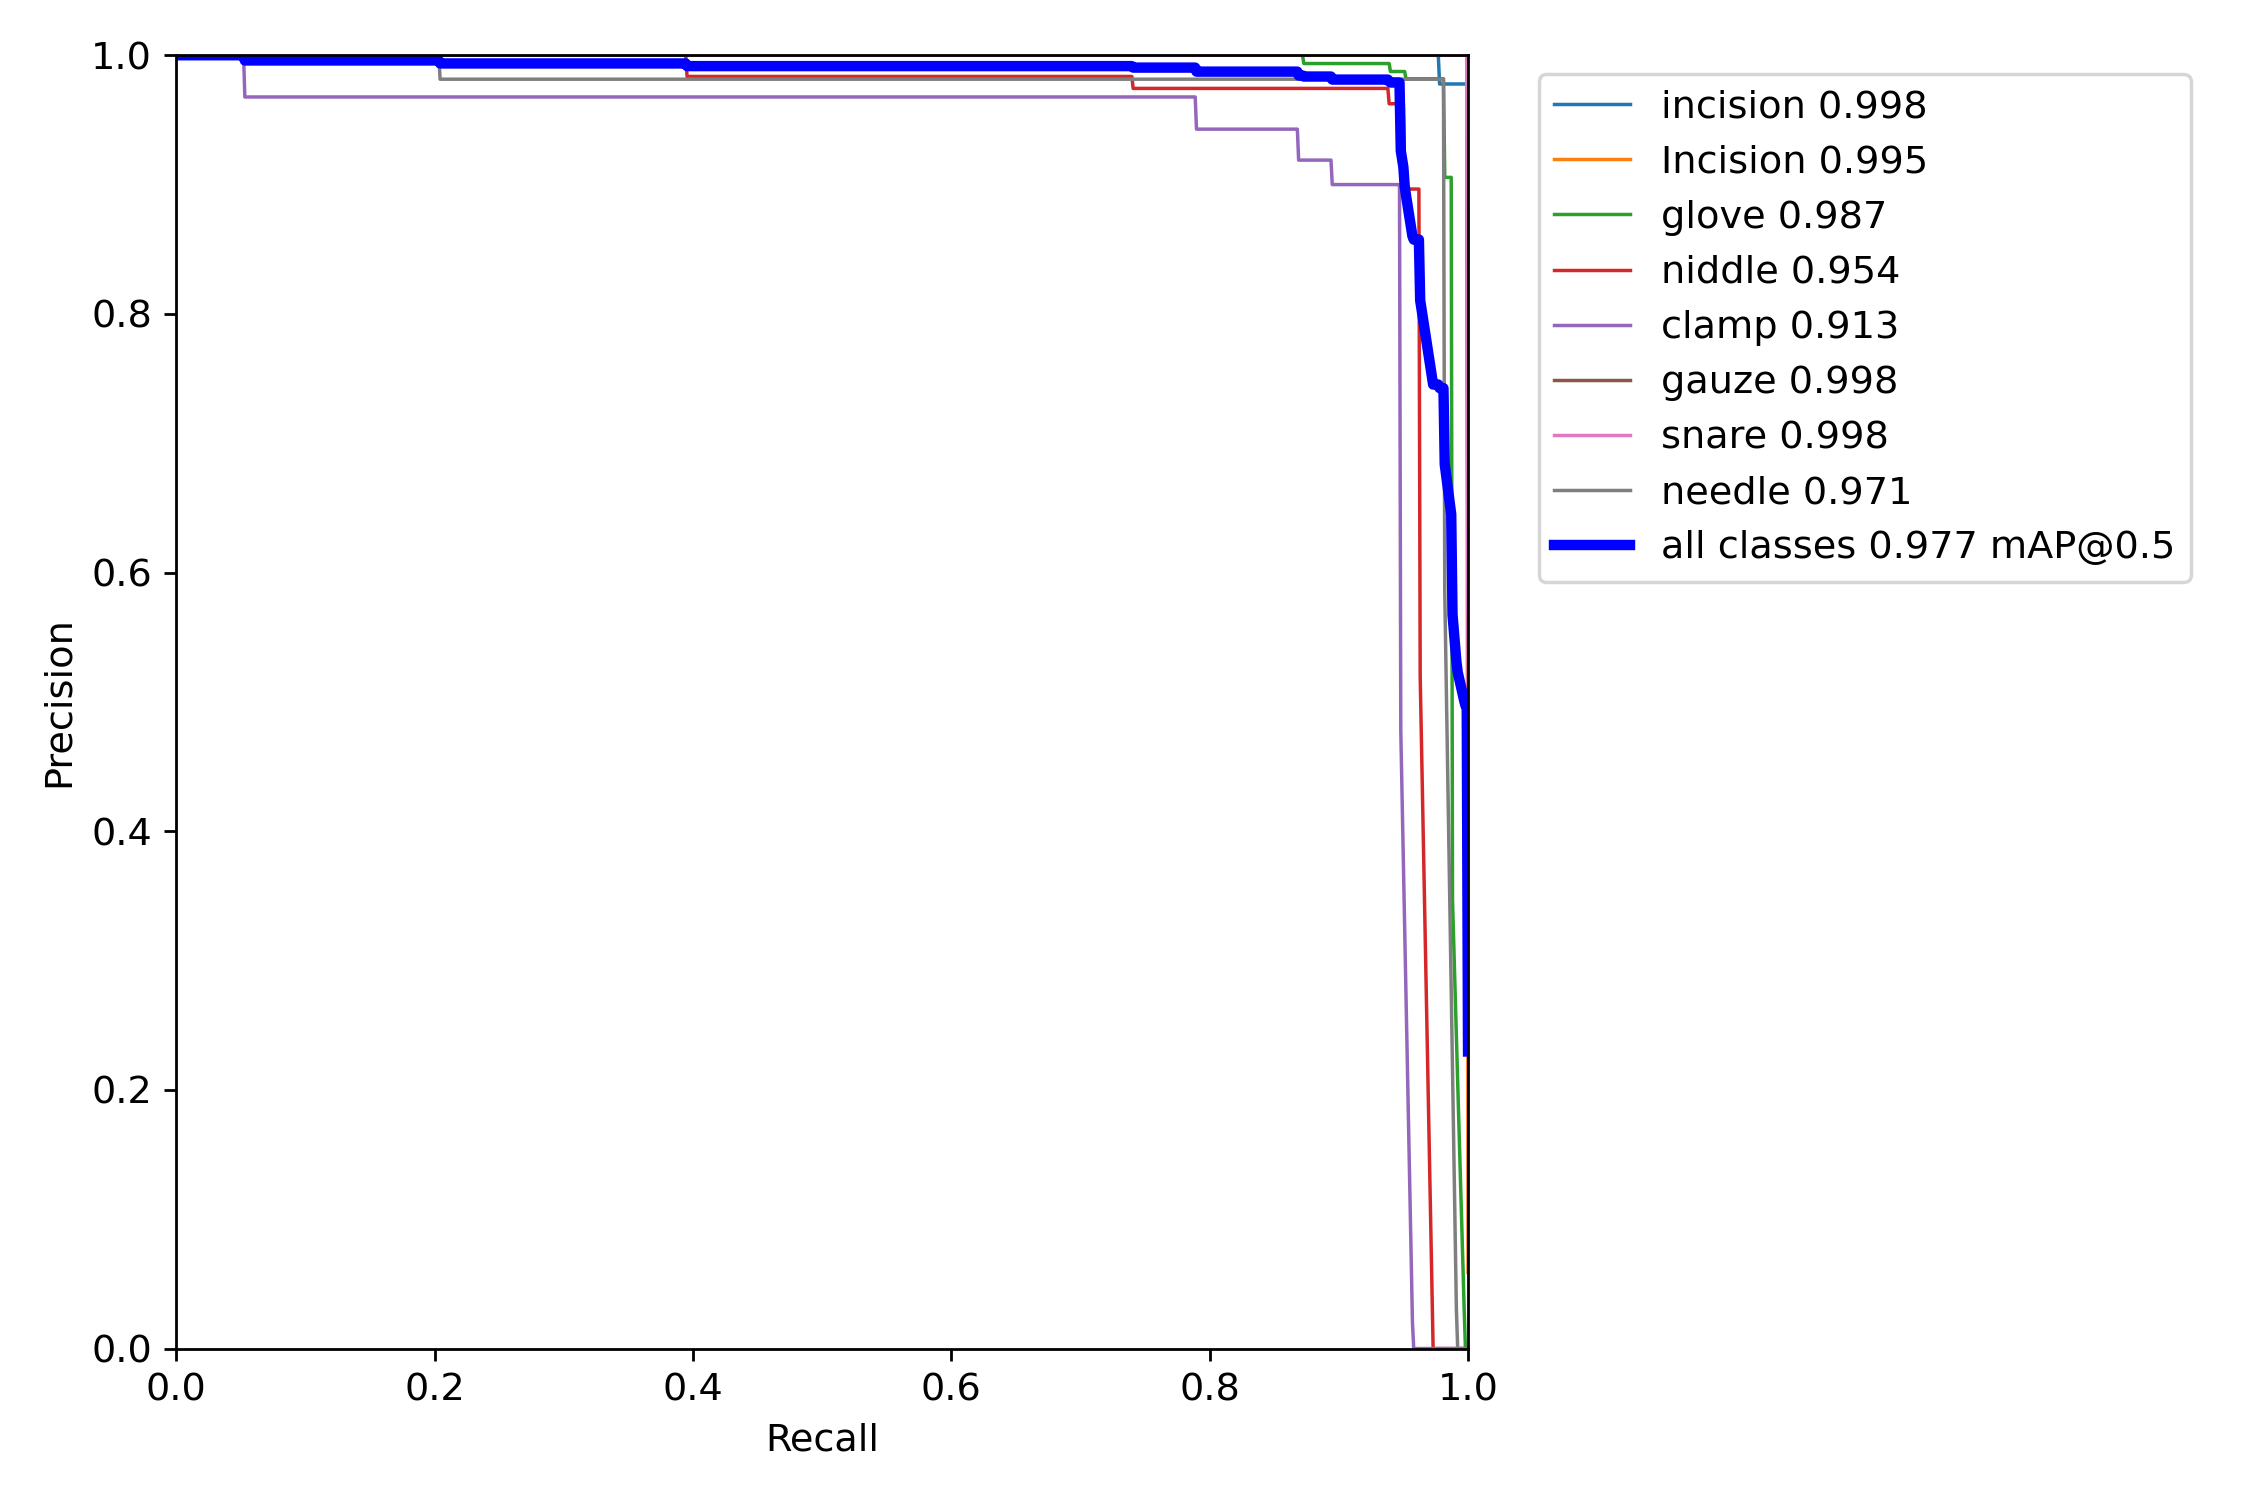 1.0
0.8
0.6
0.4
0.2
0.0
Precision
0.0 0.2 0.4 0.6 0.8 1.0
Recall
incision 0.998
Incision 0.995
glove 0.987
niddle 0.954
clamp 0.913
gauze 0.998
snare 0.998
needle 0.971
all classes 0.977 mAP@0.5